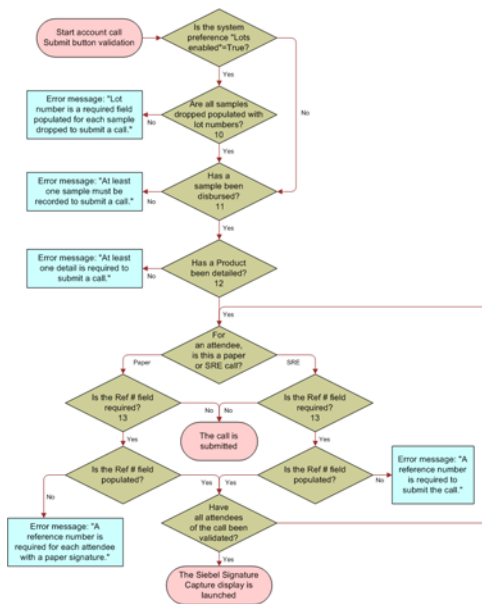 Start account call
Submit button validation
Is the system
preference "Lots
enabled"=True?
Yes
No
Error message: "Lot
number is a required field
populated for each sample
dropped to submit a call."
No
Are all samples
dropped populated with
lot numbers?
10
Yes
Error message: "At least
one sample must be
recorded to submit a call."
No
Has a
sample been
disbursed?
11
Yes
Error message: "At least
one detail is required to
submit a call."
No
Has a Product
been detailed?
12
Yes
For
an attendee,
is this a paper
or SRE call?
Paper
SRE
Is the Ref # field
required?
13
No
No
Is the Ref # field
required?
13
The call is
submitted
Yes
Yes
Is the Ref # field
populated?
Is the Ref # field
populated?
Error message: "A
reference number
is required to
submit the call."
No
Yes
Yes
No
Error message: "A
reference number is
required for each attendee
with a paper signature."
Have
all attendees
of the call been
validated?
Yes
The Siebel Signature
Capture display is
launched